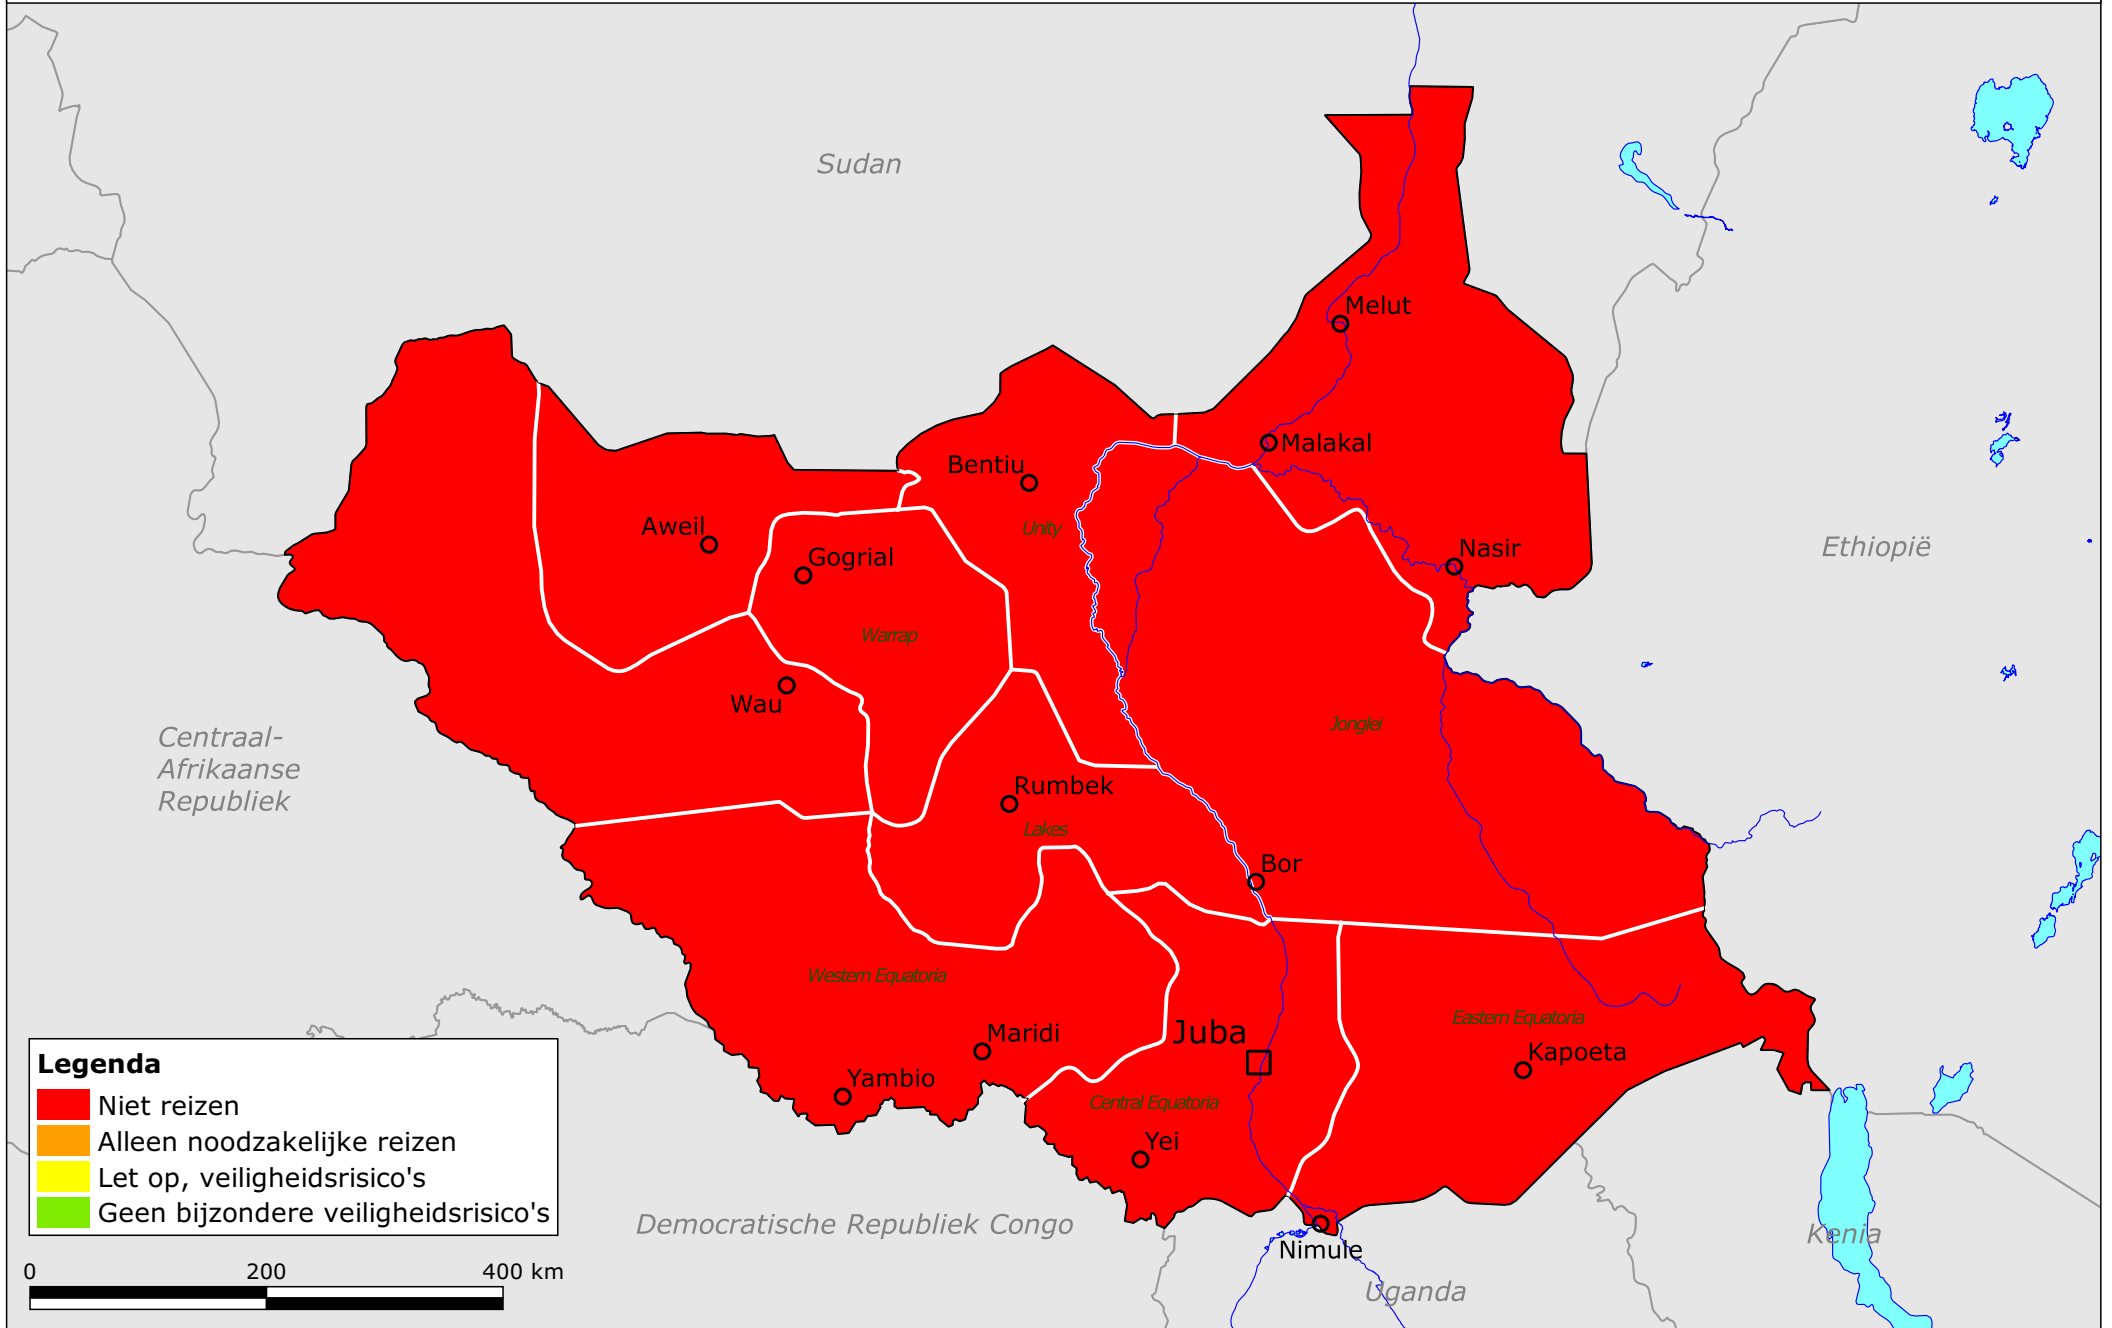 Sudan
Melut
Malakal
Bentiu
Unity
Aweil
Gogrial
Nasir
Ethiopië
Warrap
Wau
Jonglei
Centraal-
Afrikaanse
Republiek
Rumbek
Lakes
Bor
Western Equatoria
Eastern Equatoria
Juba
Maridi
Kapoeta
Yambio
Central Equatoria
Yei
Democratische Republiek Congo
Nimule
Kenia
Uganda
Legenda
Niet reizen
Alleen noodzakelijke reizen
Let op, veiligheidsrisico's
Geen bijzondere veiligheidsrisico's
0 200 400 km